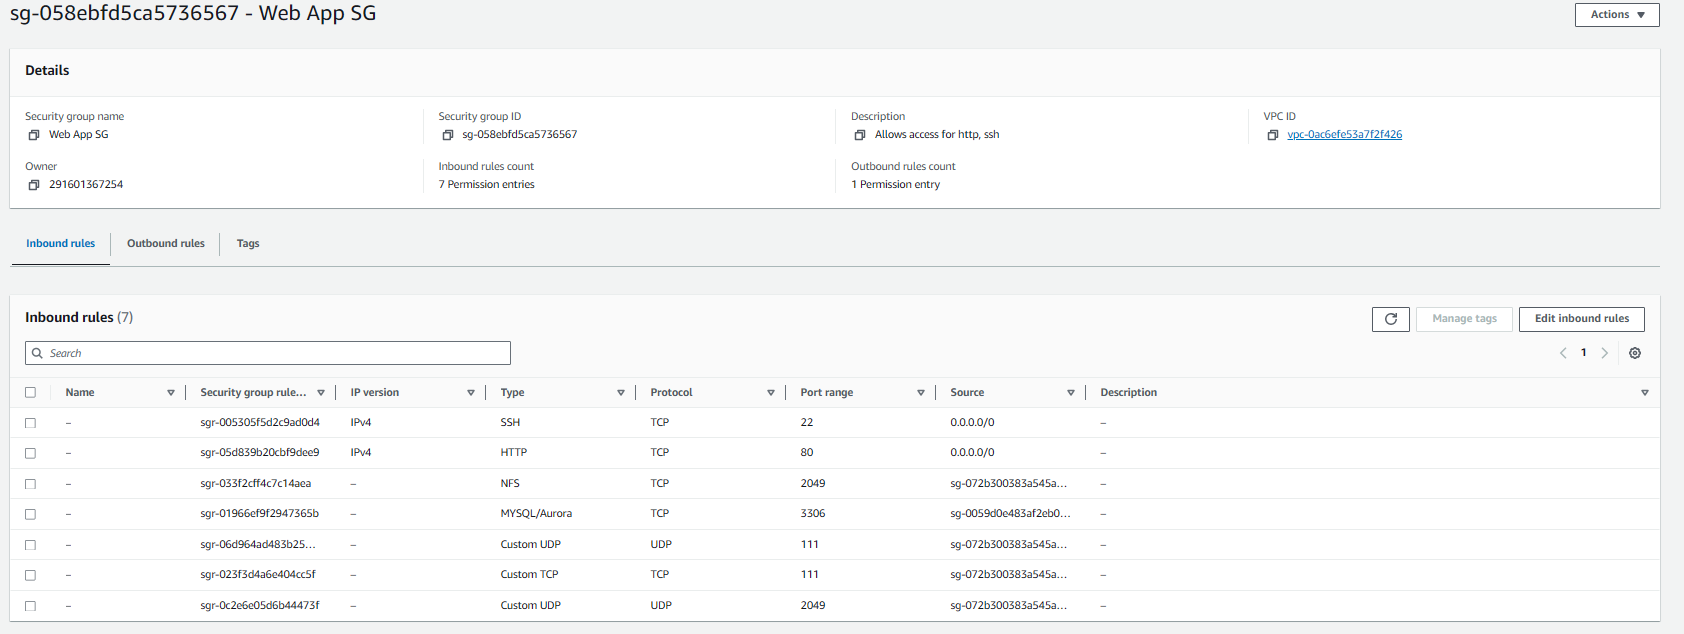 sg-058ebfd5ca5736567 - Web App SG
Actions
Details
Security group name
Web App SG
Security group ID
sg-058ebfd5ca5736567
Description
Allows access for http, ssh
VPC ID
vpc-0ac6efe53a7f2f426
Owner
291601367254
Inbound rules count
7 Permission entries
Outbound rules count
1 Permission entry
Inbound rules Outbound rules Tags
Inbound rules (7)
Manage tags Edit inbound rules
Search
1
Name Security group rule... IP version Type Protocol Port range Source Description
– sgr-005305f5d2c9ad0d4 IPv4 SSH TCP 22 0.0.0.0/0 –
– sgr-05d839b20cbf9dee9 IPv4 HTTP TCP 80 0.0.0.0/0 –
– sgr-033f2cff4c7c14aea – NFS TCP 2049 sg-072b300383a545a... –
– sgr-01966ef9f2947365b – MYSQL/Aurora TCP 3306 sg-0059d0e483af2eb0... –
– sgr-06d964ad483b25... – Custom UDP UDP 111 sg-072b300383a545a... –
– sgr-023f3d4a6e404cc5f – Custom TCP TCP 111 sg-072b300383a545a... –
– sgr-0c2e6e05d6b44473f – Custom UDP UDP 2049 sg-072b300383a545a... –